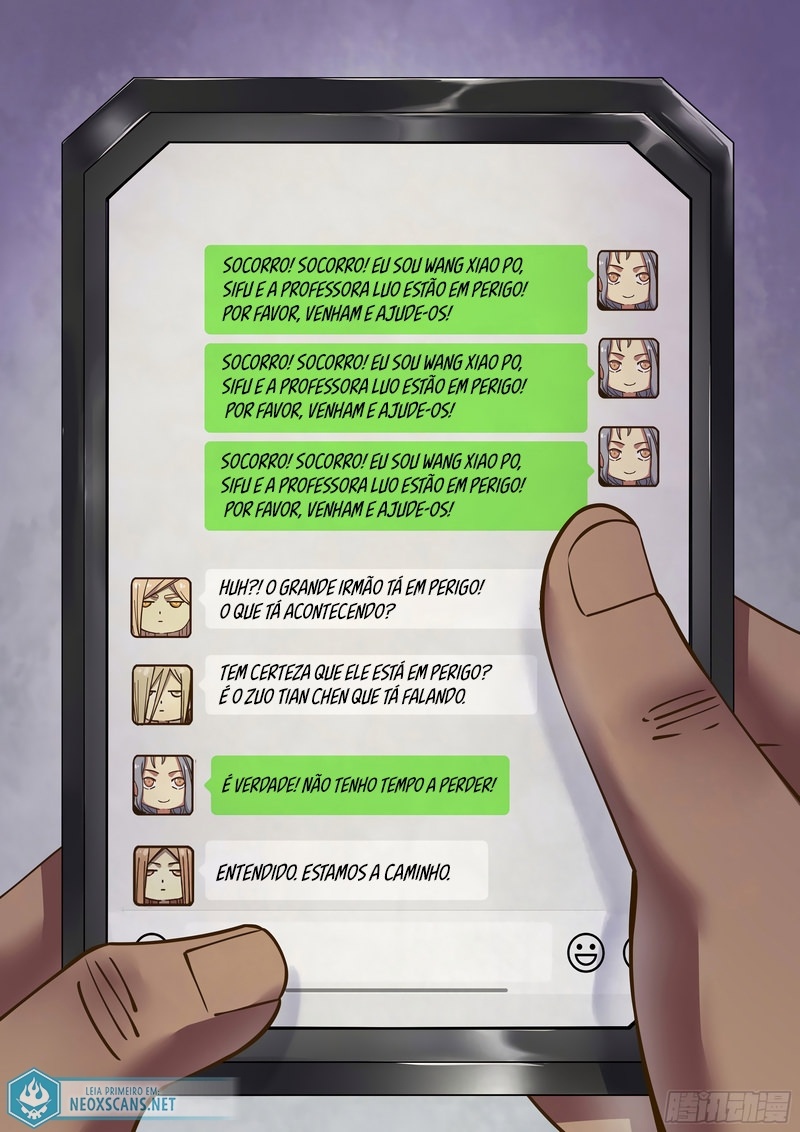 SOCORRO! SOCORRO! EU SOU WANG XIAO PO,
SIFU E A PROFESSORA LUO ESTÃO EM PERIGO!
POR FAVOR, VENHAM E AJUDE-OS!
SOCORRO! SOCORRO! EU SOU WANG XIAO PO,
SIFU E A PROFESSORA LUO ESTÃO EM PERIGO!
POR FAVOR, VENHAM E AJUDE-OS!
SOCORRO! SOCORRO! EU SOU WANG XIAO PO,
SIFU E A PROFESSORA LUO ESTÃO EM PERIGO!
POR FAVOR, VENHAM E AJUDE-OS!
HUH?! O GRANDE IRMÃO TÁ EM PERIGO!
O QUE TÁ ACONTECENDO?
TEM CERTEZA QUE ELE ESTÁ EM PERIGO?
É O ZUO TIAN CHEN QUE TÁ FALANDO.
É VERDADE! NÃO TENHO TEMPO A PERDER!
ENTENDIDO. ESTAMOS A CAMINHO.
LEIA PRIMEIRO EM:
NEOXSCANS.NET
腾讯动漫